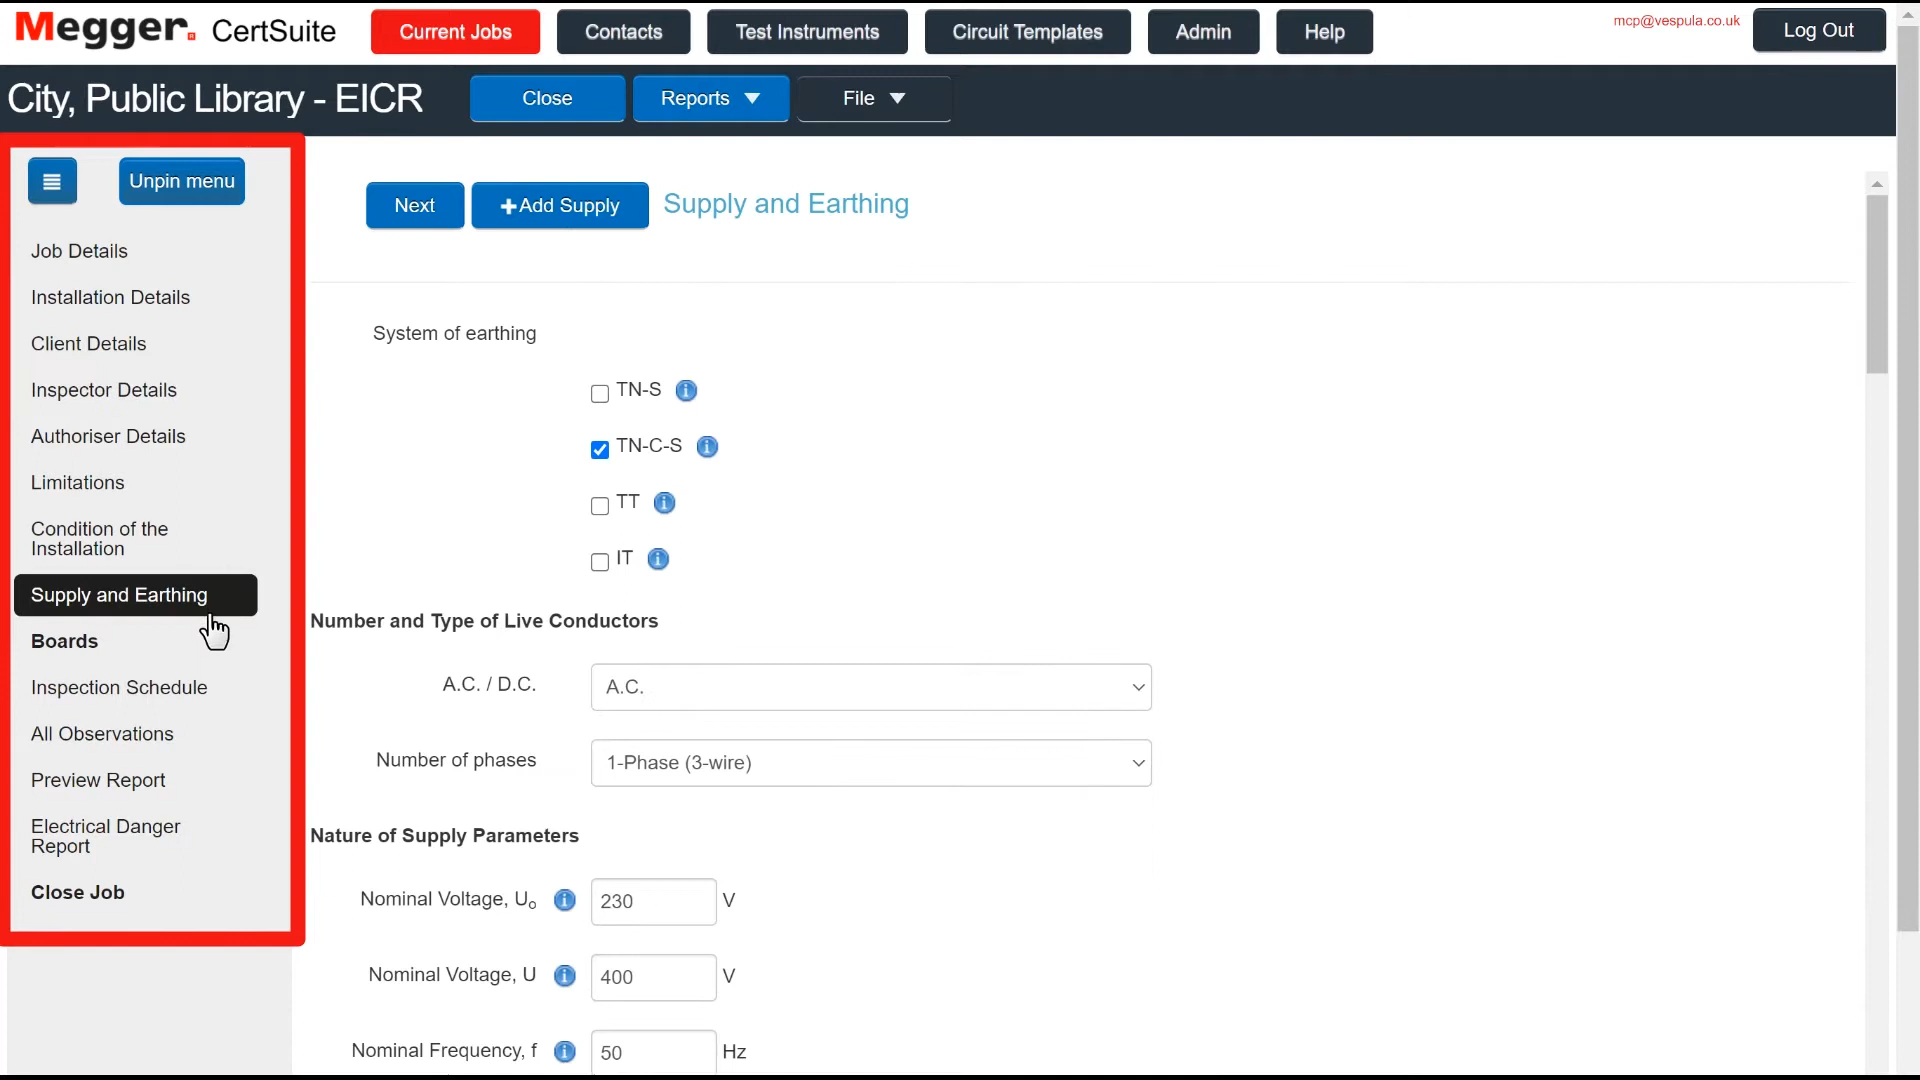 Megger. CertSuite
Current Jobs
Contacts
Test Instruments
Circuit Templates
Admin
Help
mcp@vespula.co.uk
Log Out
City, Public Library - EICR
Close
Reports
File
Unpin menu
Job Details
Installation Details
Client Details
Inspector Details
Authoriser Details
Limitations
Condition of the
Installation
Supply and Earthing
Boards
Inspection Schedule
All Observations
Preview Report
Electrical Danger
Report
Close Job
Next
+Add Supply
Supply and Earthing
System of earthing
TN-S
TN-C-S
TT
IT
Number and Type of Live Conductors
A.C. / D.C.
A.C.
Number of phases
1-Phase (3-wire)
Nature of Supply Parameters
Nominal Voltage, Uo
230
V
Nominal Voltage, U
400
V
Nominal Frequency, f
50
Hz